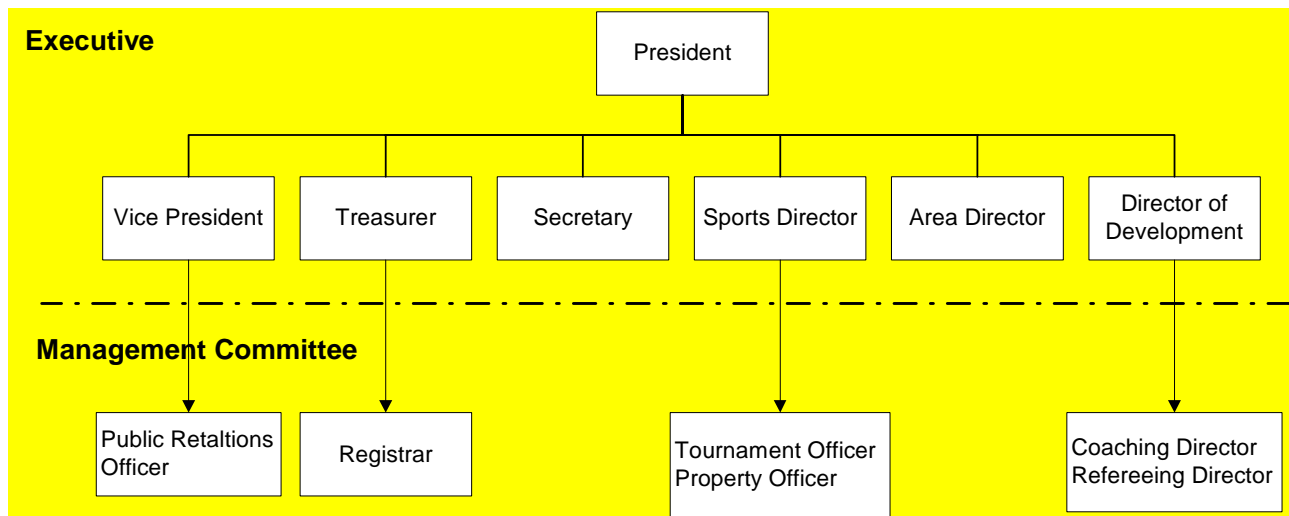 Executive
President
Vice President
Treasurer
Secretary
Sports Director
Area Director
Director of
Development
Management Committee
Public Retaltions
Officer
Registrar
Tournament Officer
Property Officer
Coaching Director
Refereeing Director